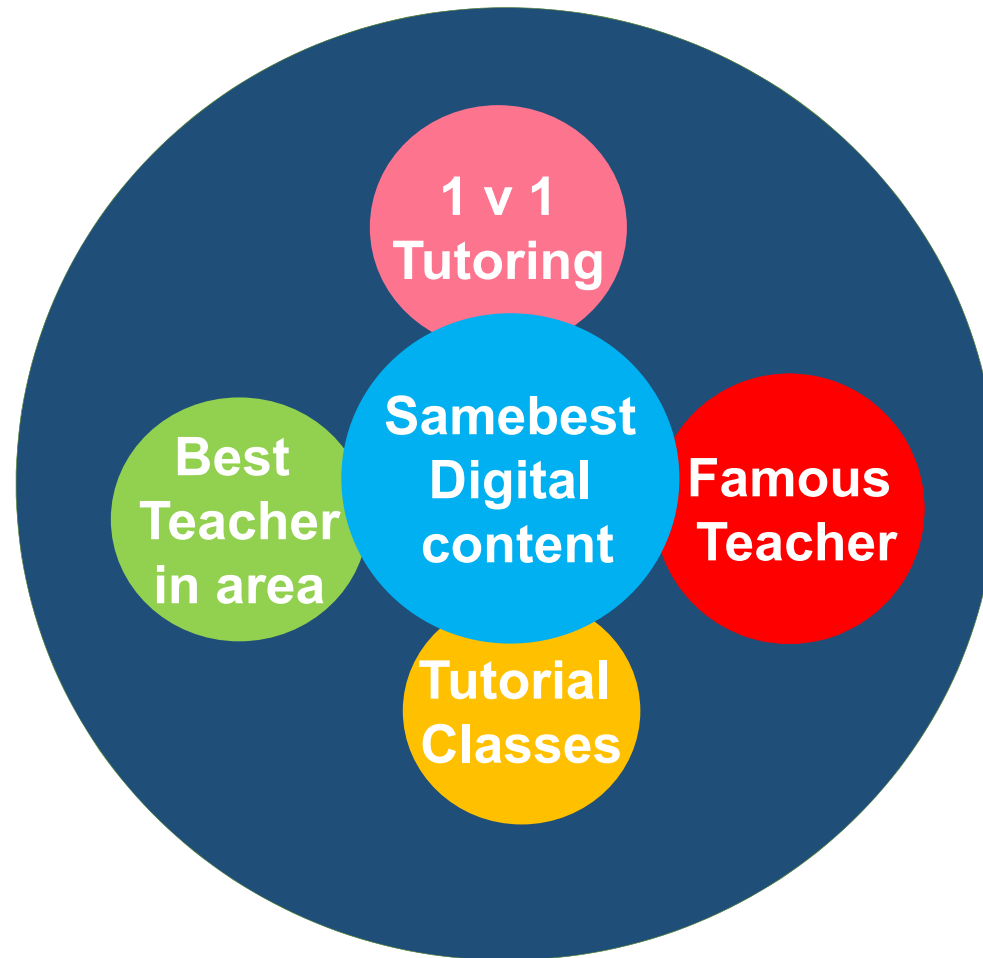 1 v 1
Tutoring
Samebest
Digital
content
Best
Teacher
in area
Famous
Teacher
Tutorial
Classes